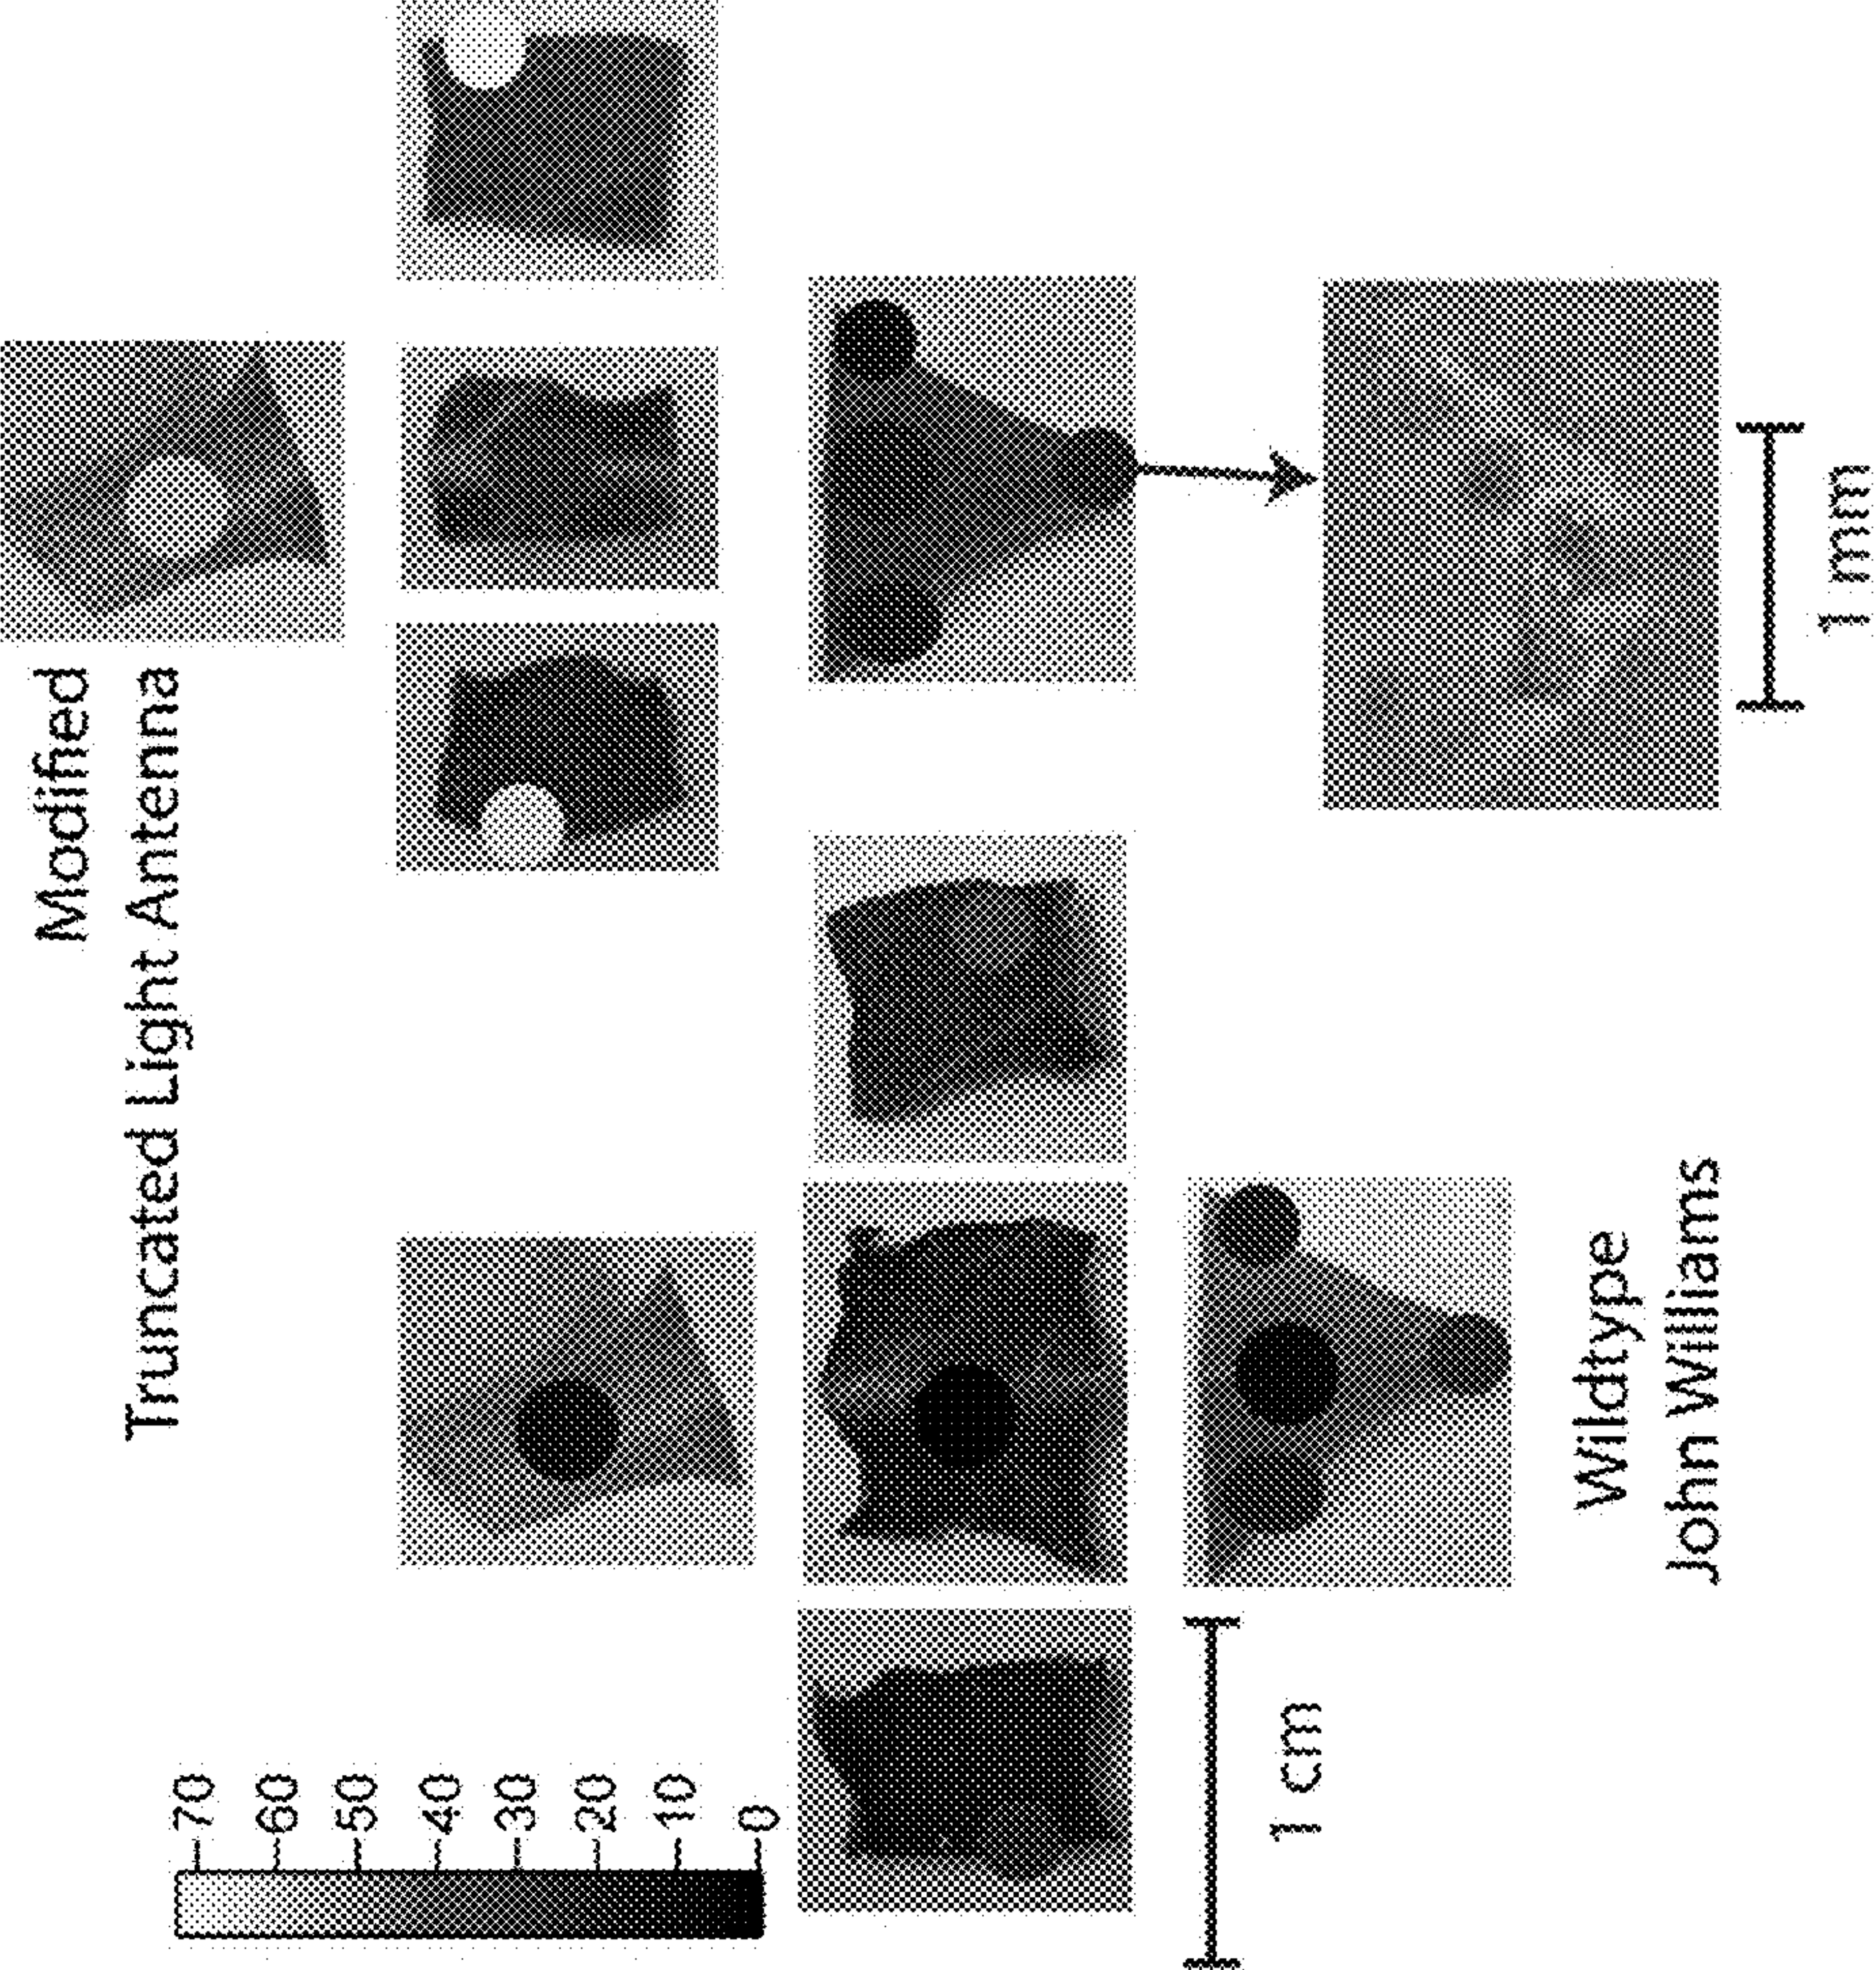 Modified
Truncated Light Antenna
70
60
50
40
30
20
10
0
1 cm
1 mm
Wildtype
John Williams